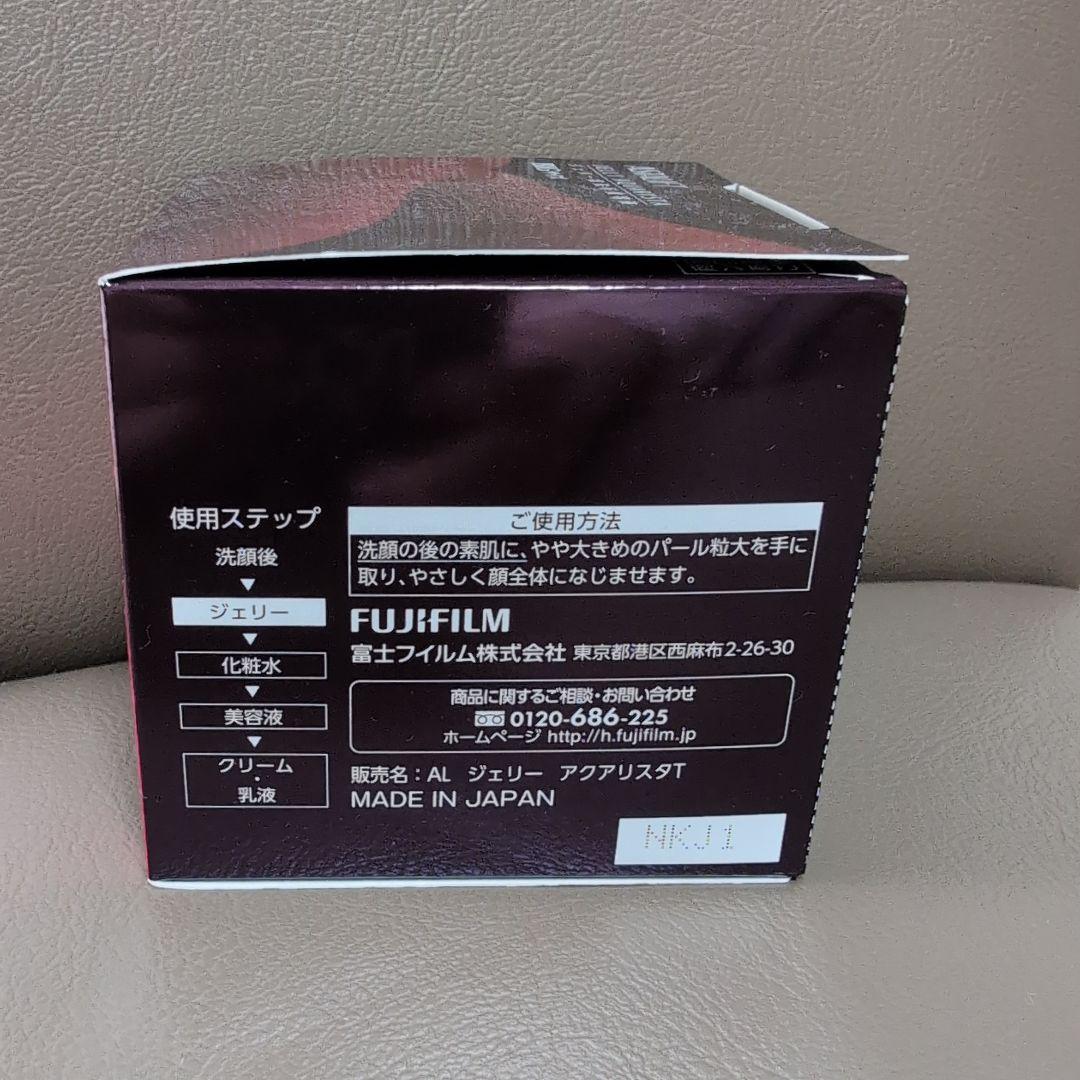 使用ステップ
洗顔後
▼
ジェリー
▼
化粧水
▼
美容液
▼
クリーム
・
乳液
ご使用方法
洗顔の後の素肌に、やや大きめのパール粒大を手に
取り、やさしく顔全体になじませます。
FUJIFILM
富士フイルム株式会社 東京都港区西麻布2-26-30
商品に関するご相談・お問い合わせ
0120-686-225
ホームページ http://h.fujifilm.jp
販売名：AL ジェリー アクアリスタT
MADE IN JAPAN
NKJ1